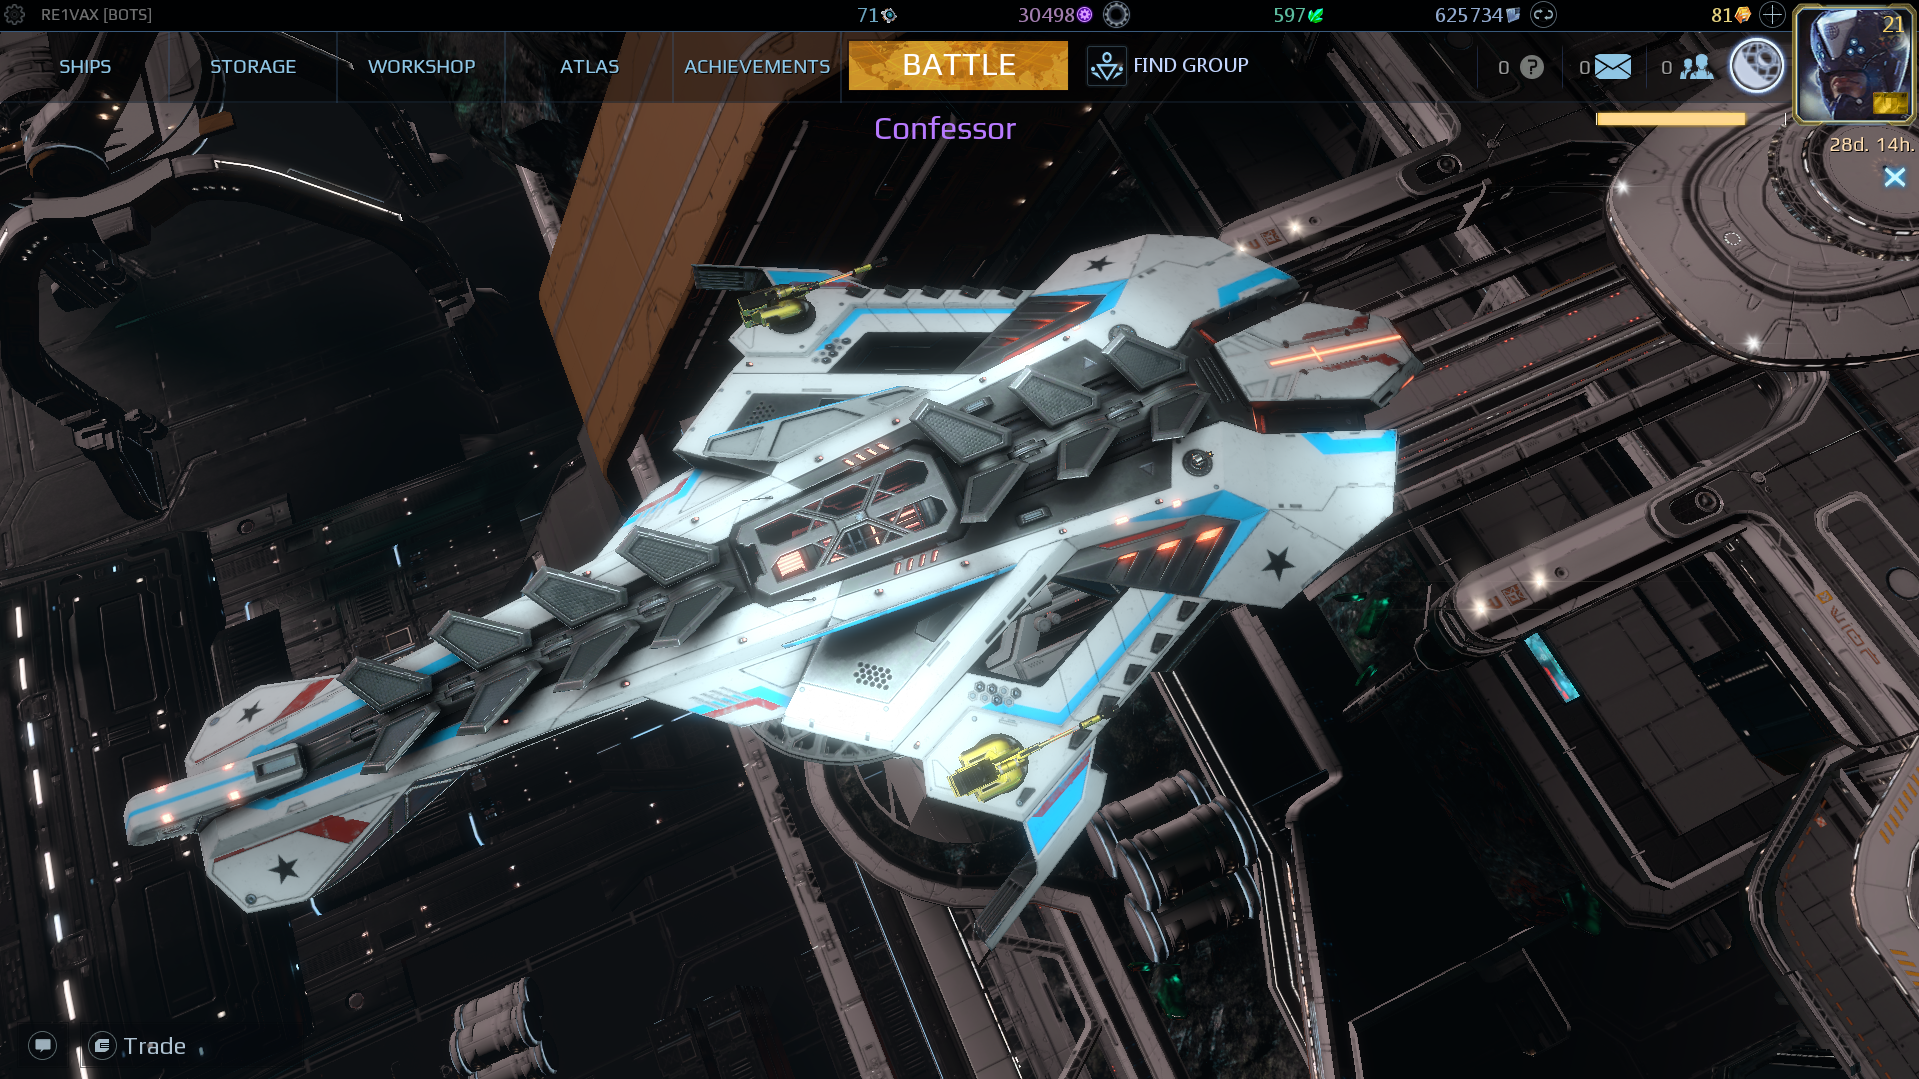 RE1VAX [BOTS]
71
30498
597
625734
81
21
SHIPS
STORAGE
WORKSHOP
ATLAS
ACHIEVEMENTS
BATTLE
FIND GROUP
0 ?
0
0
Confessor
28d. 14h.
Trade